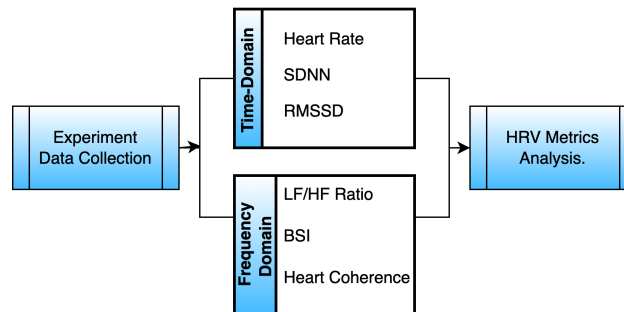 Experiment
Data Collection
Time-Domain
Heart Rate
SDNN
RMSSD
Frequency
Domain
LF/HF Ratio
BSI
Heart Coherence
HRV Metrics
Analysis.